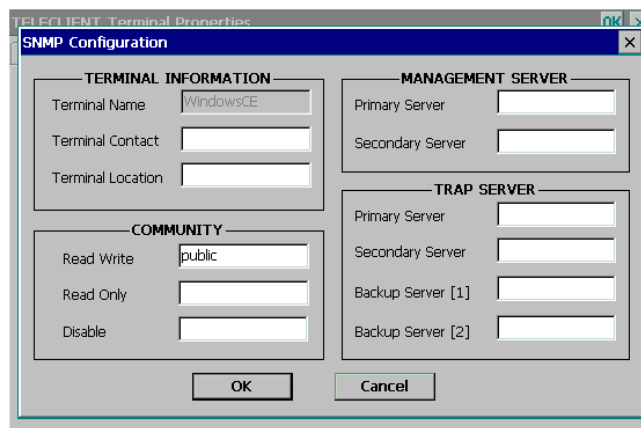 TELECLIENT Terminal Properties OK ×
SNMP Configuration ×
TERMINAL INFORMATION
Terminal Name WindowsCE
Terminal Contact
Terminal Location
COMMUNITY
Read Write public
Read Only
Disable
MANAGEMENT SERVER
Primary Server
Secondary Server
TRAP SERVER
Primary Server
Secondary Server
Backup Server [1]
Backup Server [2]
OK Cancel